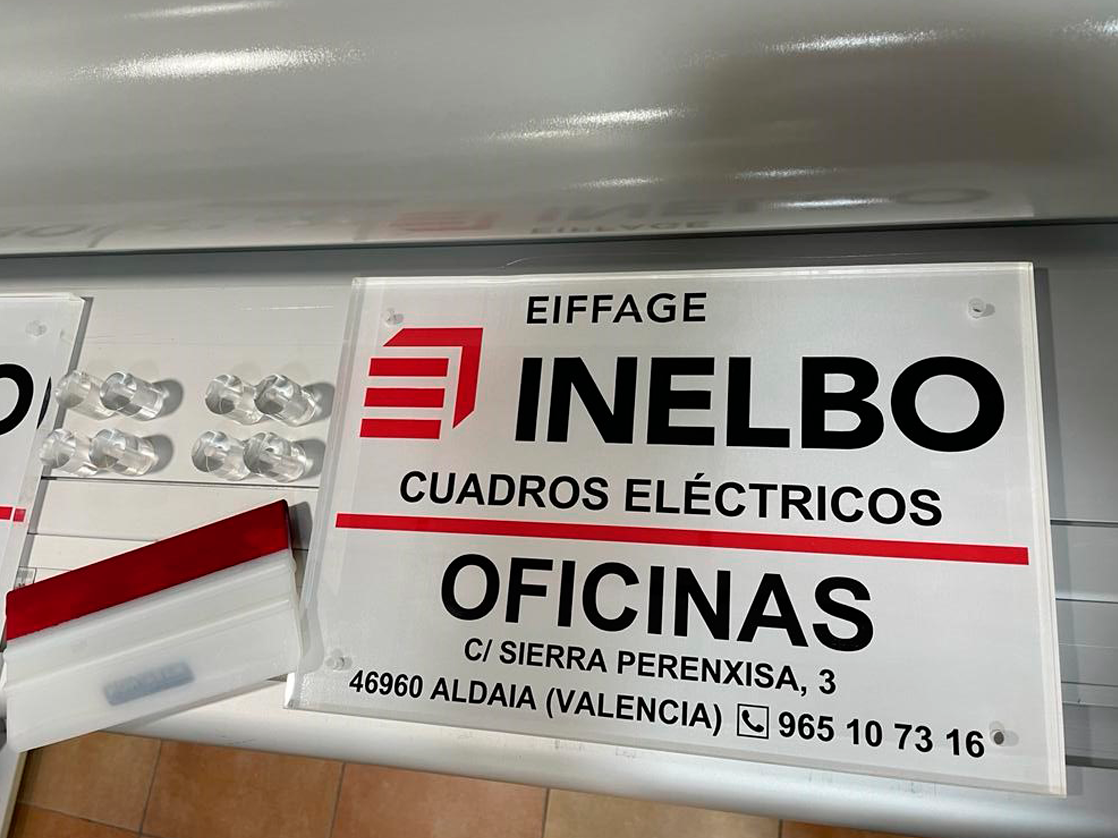 EIFFAGE
INELBO
CUADROS ELÉCTRICOS
OFICINAS
C/ SIERRA PERENXISA, 3
46960 ALDAIA (VALENCIA) 965 10 73 16